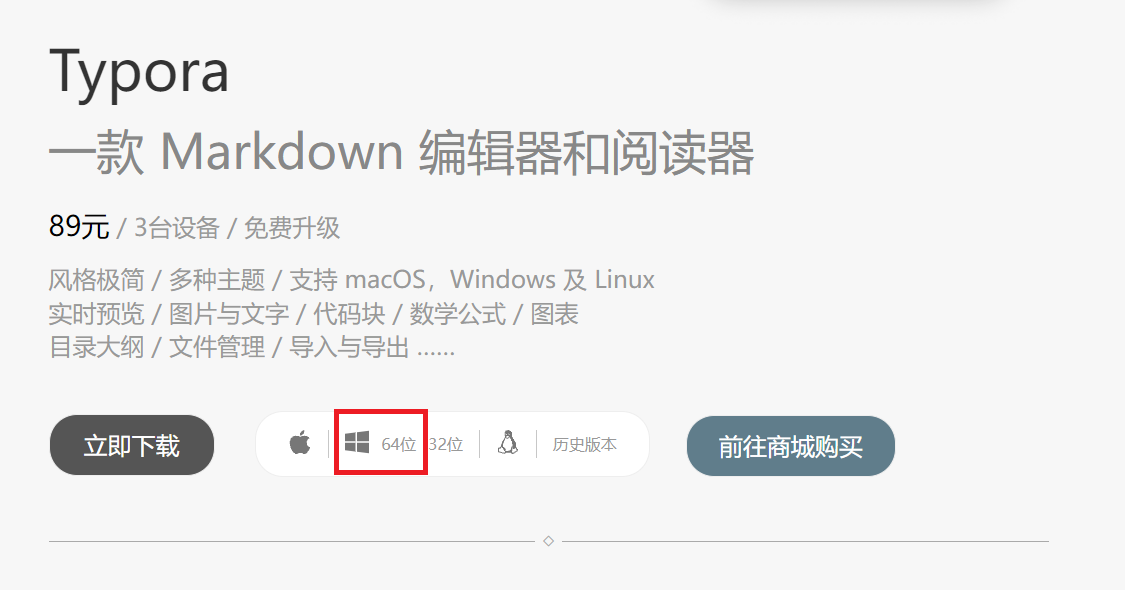 Typora
一款 Markdown 编辑器和阅读器
89元 / 3台设备 / 免费升级
风格极简 / 多种主题 / 支持 macOS，Windows 及 Linux
实时预览 / 图片与文字 / 代码块 / 数学公式 / 图表
目录大纲 / 文件管理 / 导入与导出 ......
立即下载 64位 32位 历史版本 前往商城购买